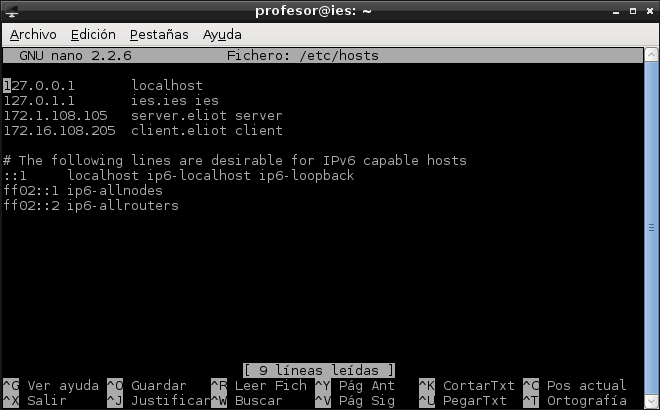 profesor@ies: ~
Archivo Edición Pestañas Ayuda
GNU nano 2.2.6 Fichero: /etc/hosts
127.0.0.1 localhost
127.0.1.1 ies.ies ies
172.1.108.105 server.eliot server
172.16.108.205 client.eliot client
# The following lines are desirable for IPv6 capable hosts
::1 localhost ip6-localhost ip6-loopback
ff02::1 ip6-allnodes
ff02::2 ip6-allrouters
[ 9 líneas leídas ]
^G Ver ayuda ^O Guardar ^R Leer Fich ^Y Pág Ant ^K CortarTxt ^C Pos actual
^X Salir ^J Justificar ^W Buscar ^V Pág Sig ^U PegarTxt ^T Ortografía